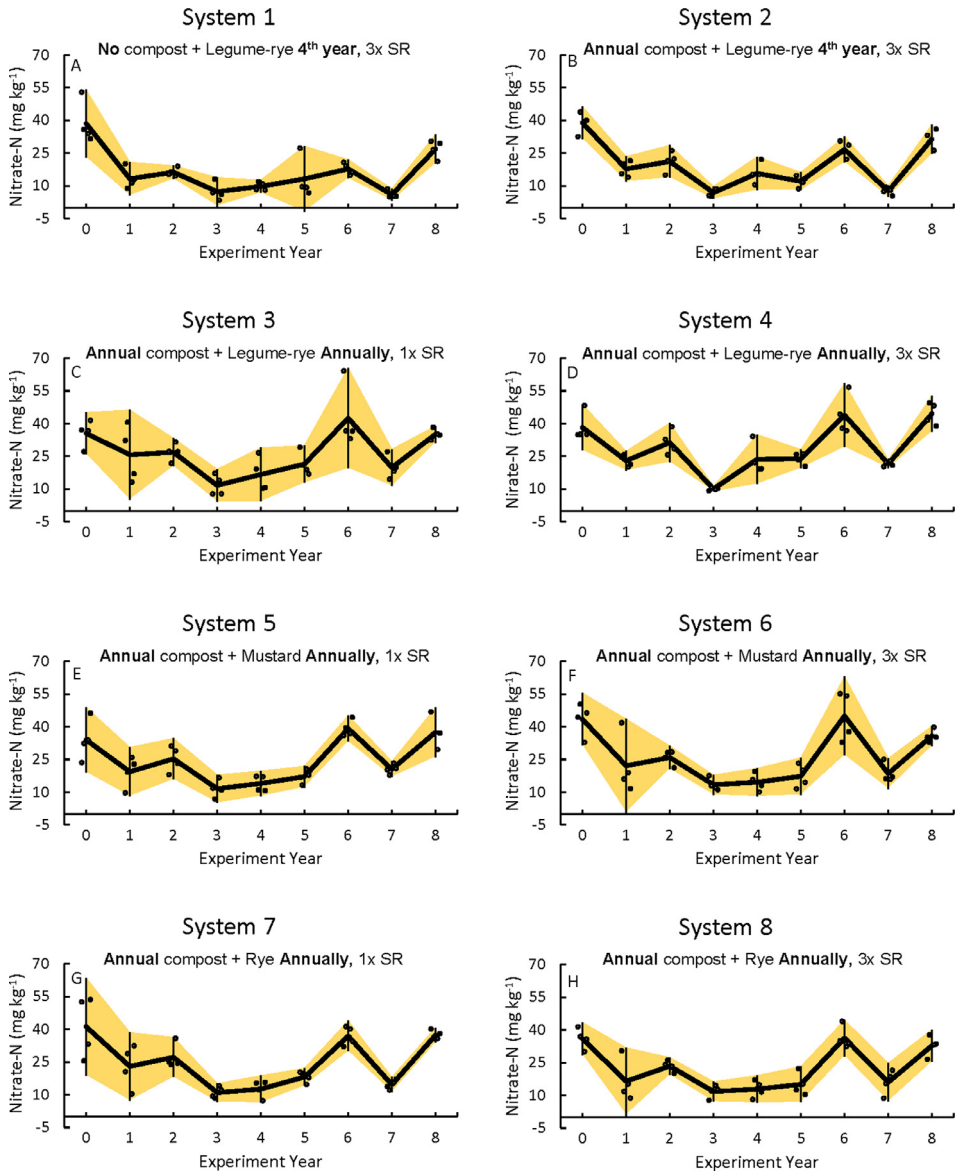 System 1
No compost + Legume-rye 4th year, 3x SR
A
Nitrate-N (mg kg-1)
70
55
40
25
10
-5
0 1 2 3 4 5 6 7 8
Experiment Year
System 2
Annual compost + Legume-rye 4th year, 3x SR
B
Nitrate-N (mg kg-1)
70
55
40
25
10
-5
0 1 2 3 4 5 6 7 8
Experiment Year
System 3
Annual compost + Legume-rye Annually, 1x SR
C
Nitrate-N (mg kg-1)
70
55
40
25
10
-5
0 1 2 3 4 5 6 7 8
Experiment Year
System 4
Annual compost + Legume-rye Annually, 3x SR
D
Nirate-N (mg kg-1)
70
55
40
25
10
-5
0 1 2 3 4 5 6 7 8
Experiment Year
System 5
Annual compost + Mustard Annually, 1x SR
E
Nitrate-N (mg kg-1)
70
55
40
25
10
-5
0 1 2 3 4 5 6 7 8
Experiment Year
System 6
Annual compost + Mustard Annually, 3x SR
F
Nitrate-N (mg kg-1)
70
55
40
25
10
-5
0 1 2 3 4 5 6 7 8
Experiment Year
System 7
Annual compost + Rye Annually, 1x SR
G
Nitrate-N (mg kg-1)
70
55
40
25
10
-5
0 1 2 3 4 5 6 7 8
Experiment Year
System 8
Annual compost + Rye Annually, 3x SR
H
Nitrate-N (mg kg-1)
70
55
40
25
10
-5
0 1 2 3 4 5 6 7 8
Experiment Year